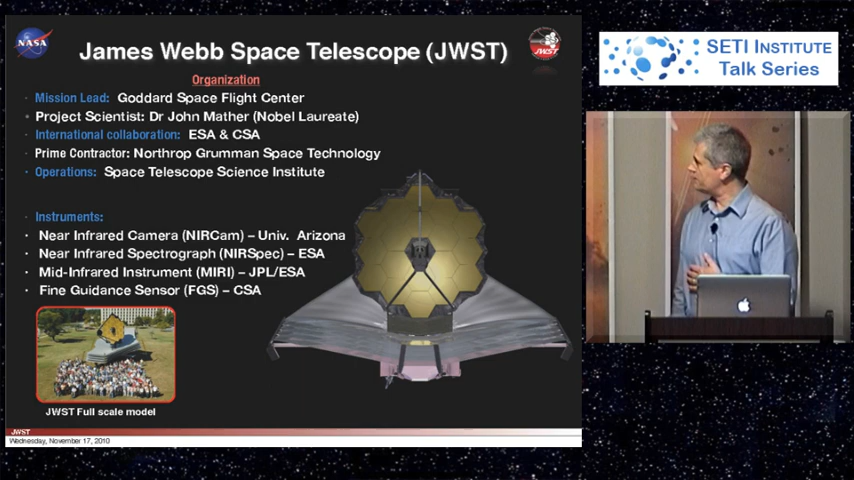 NASA
James Webb Space Telescope (JWST)
JWST
Organization
· Mission Lead: Goddard Space Flight Center
• Project Scientist: Dr John Mather (Nobel Laureate)
· International collaboration: ESA & CSA
· Prime Contractor: Northrop Grumman Space Technology
· Operations: Space Telescope Science Institute
· Instruments:
· Near Infrared Camera (NIRCam) – Univ. Arizona
· Near Infrared Spectrograph (NIRSpec) – ESA
· Mid-Infrared Instrument (MIRI) – JPL/ESA
· Fine Guidance Sensor (FGS) – CSA
JWST Full scale model
JWST
Wednesday, November 17, 2010
SETI INSTITUTE
Talk Series